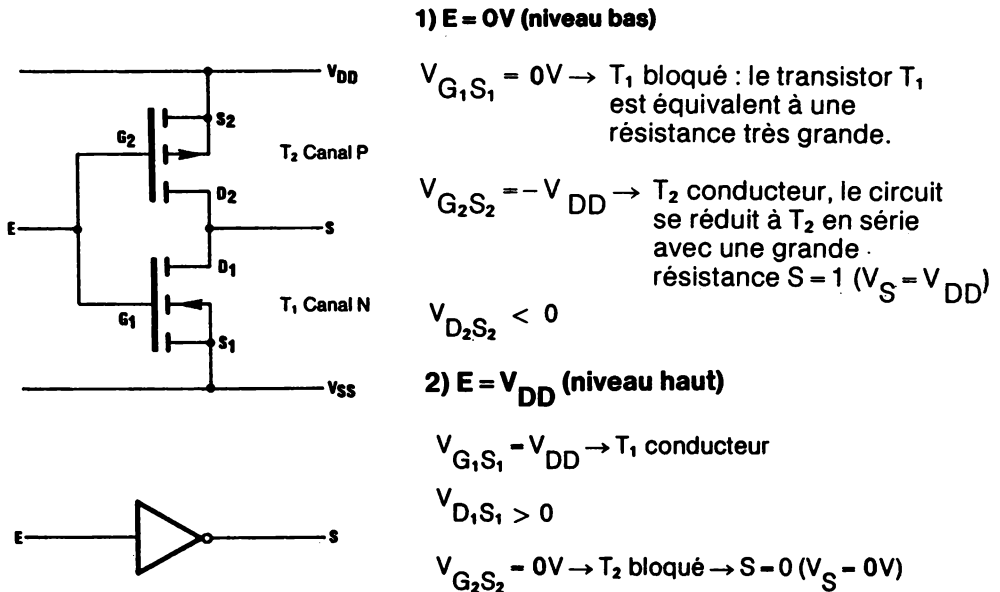 1) E = 0V (niveau bas)
V_DD
S₂
G₂
T₂ Canal P
D₂
E
S
D₁
T₁ Canal N
G₁
S₁
V_SS
E
S
V_G₁S₁ = 0V → T₁ bloqué : le transistor T₁
est équivalent à une
résistance très grande.
V_G₂S₂ = – V_DD → T₂ conducteur, le circuit
se réduit à T₂ en série
avec une grande
résistance S = 1 (V_S = V_DD)
V_D₂S₂ < 0
2) E = V_DD (niveau haut)
V_G₁S₁ = V_DD → T₁ conducteur
V_D₁S₁ > 0
V_G₂S₂ = 0V → T₂ bloqué → S = 0 (V_S = 0V)